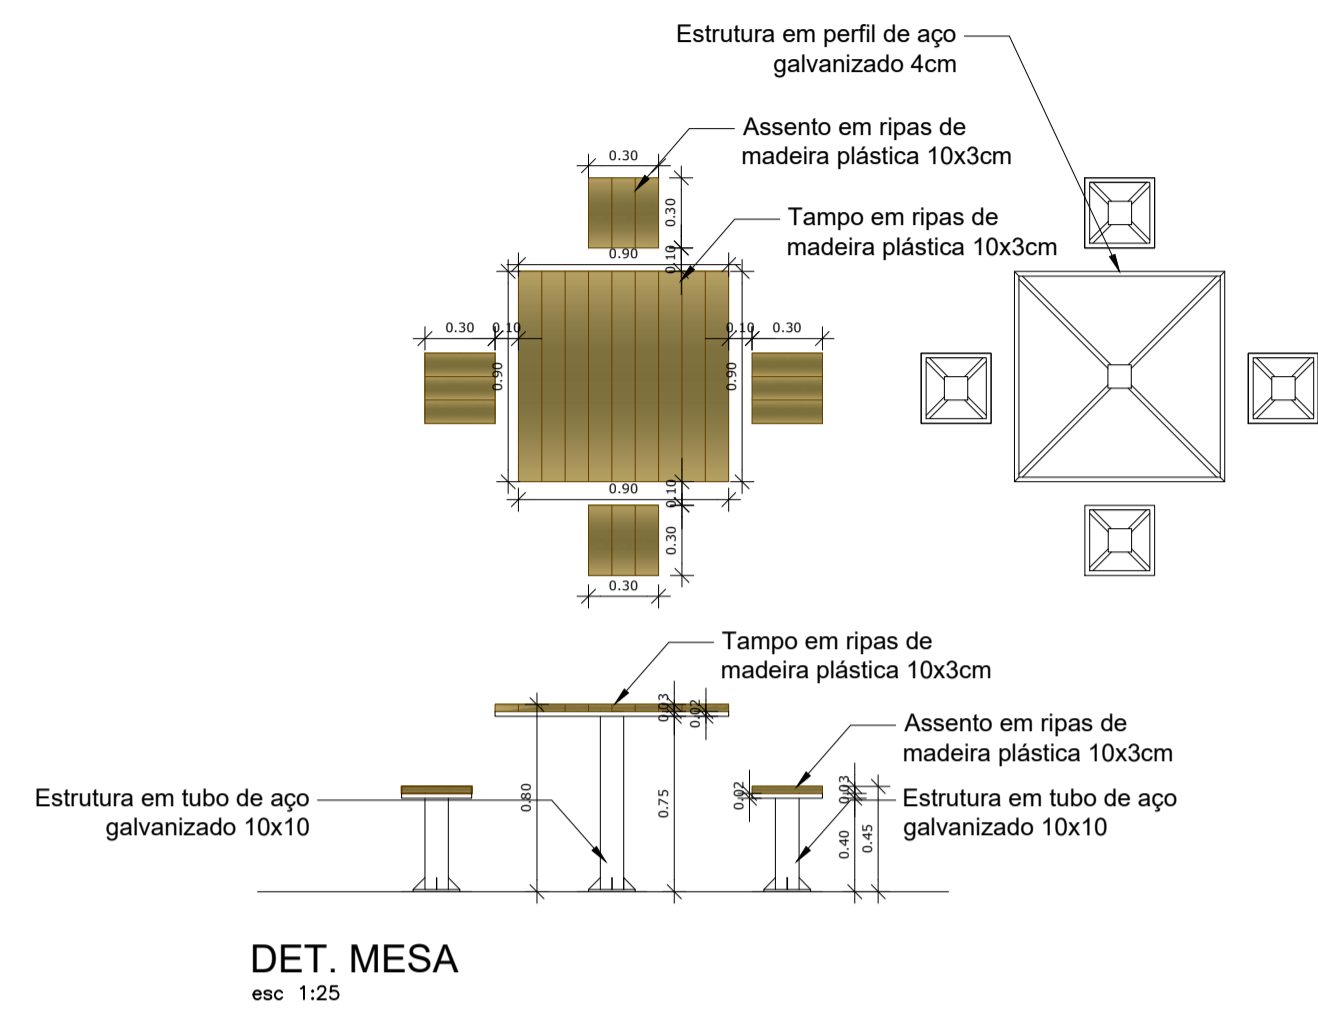 Estrutura em perfil de aço
galvanizado 4cm
Assento em ripas de
madeira plástica 10x3cm
0.30
0.30
Tampo em ripas de
madeira plástica 10x3cm
0.10
0.90
0.30
0.10
0.10
0.30
0.90
0.90
0.90
0.10
0.30
0.30
Tampo em ripas de
madeira plástica 10x3cm
0.03
0.02
Assento em ripas de
madeira plástica 10x3cm
0.80
0.75
0.02
0.03
Estrutura em tubo de aço
galvanizado 10x10
Estrutura em tubo de aço
galvanizado 10x10
0.40
0.45
DET. MESA
esc 1:25